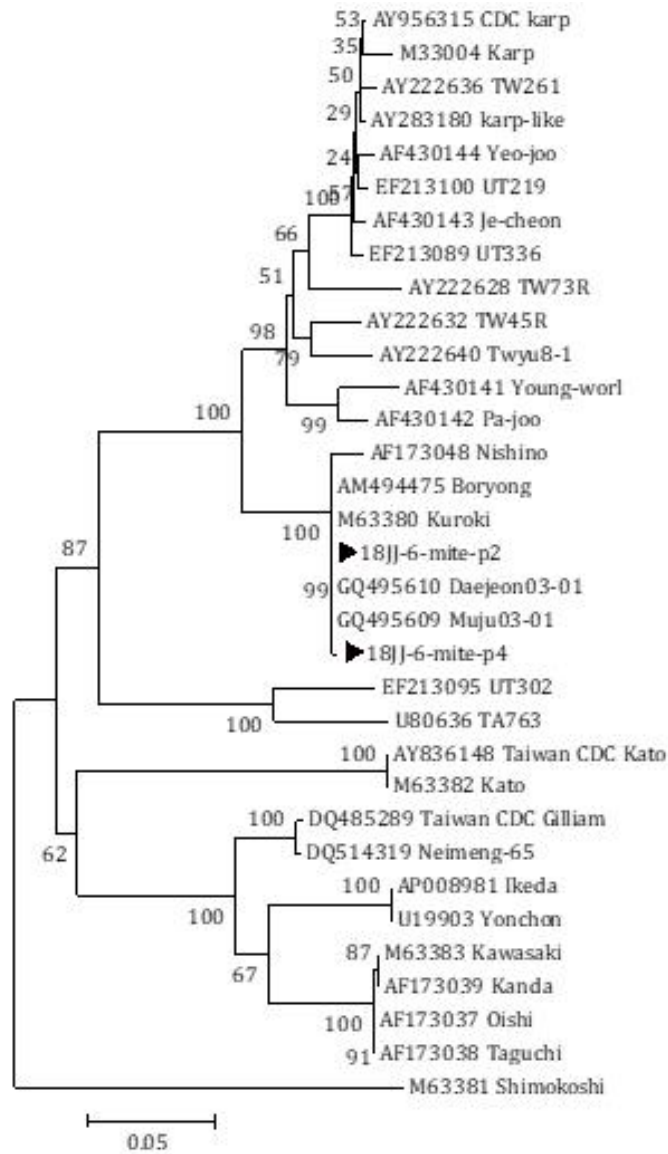 53 AY956315 CDC karp
35
M33004 Karp
50
AY222636 TW261
29
AY283180 karp-like
24
AF430144 Yeo-joo
EF213100 UT219
100 57
AF430143 Je-cheon
66
EF213089 UT336
51
AY222628 TW73R
98
AY222632 TW45R
79
AY222640 Twyu8-1
AF430141 Young-worl
100
99
AF430142 Pa-joo
AF173048 Nishino
AM494475 Boryong
M63380 Kuroki
100
87
18JJ-6-mite-p2
99
GQ495610 Daejeon03-01
GQ495609 Muju03-01
18JJ-6-mite-p4
EF213095 UT302
100
U80636 TA763
100 AY836148 Taiwan CDC Kato
M63382 Kato
100 DQ485289 Taiwan CDC Gilliam
62
DQ514319 Neimeng-65
100 AP008981 Ikeda
100
U19903 Yonchon
87 M63383 Kawasaki
67
AF173039 Kanda
100
AF173037 Oishi
91 AF173038 Taguchi
M63381 Shimokoshi
0.05